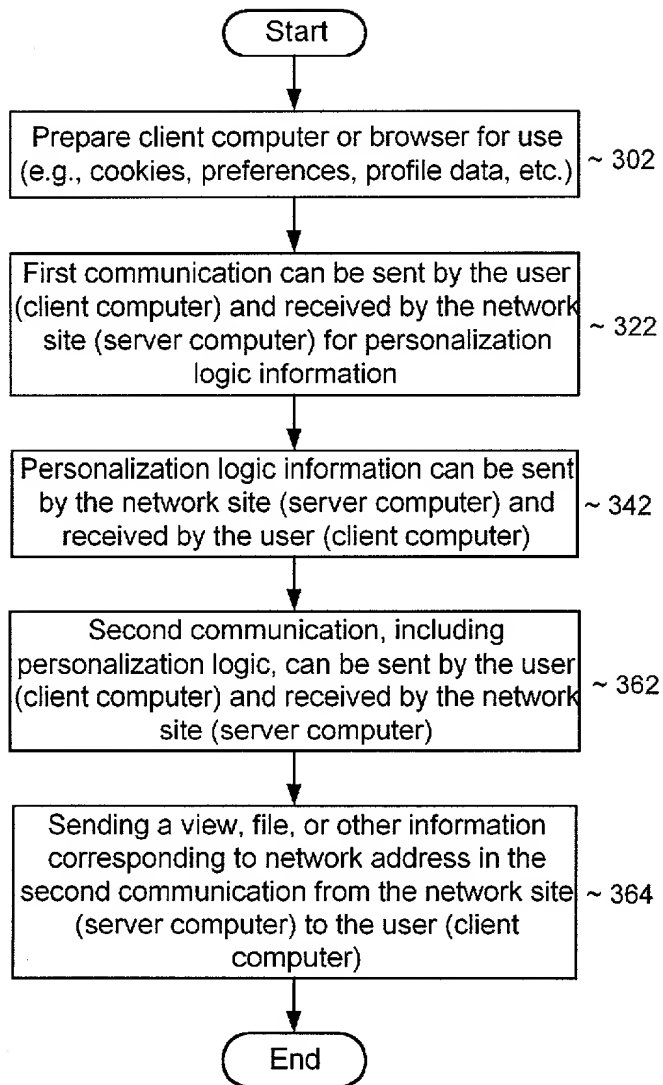 Start
Prepare client computer or browser for use
(e.g., cookies, preferences, profile data, etc.)
~ 302
First communication can be sent by the user
(client computer) and received by the network
site (server computer) for personalization
logic information
~ 322
Personalization logic information can be sent
by the network site (server computer) and
received by the user (client computer)
~ 342
Second communication, including
personalization logic, can be sent by the user
(client computer) and received by the network
site (server computer)
~ 362
Sending a view, file, or other information
corresponding to network address in the
second communication from the network site
(server computer) to the user (client
computer)
~ 364
End